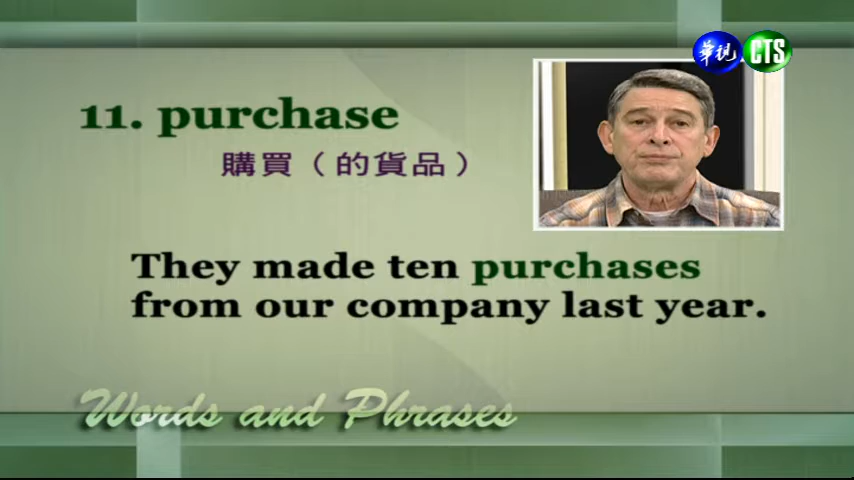 華視 CTS
11. purchase
購買（的貨品）
They made ten purchases
from our company last year.
Words and Phrases